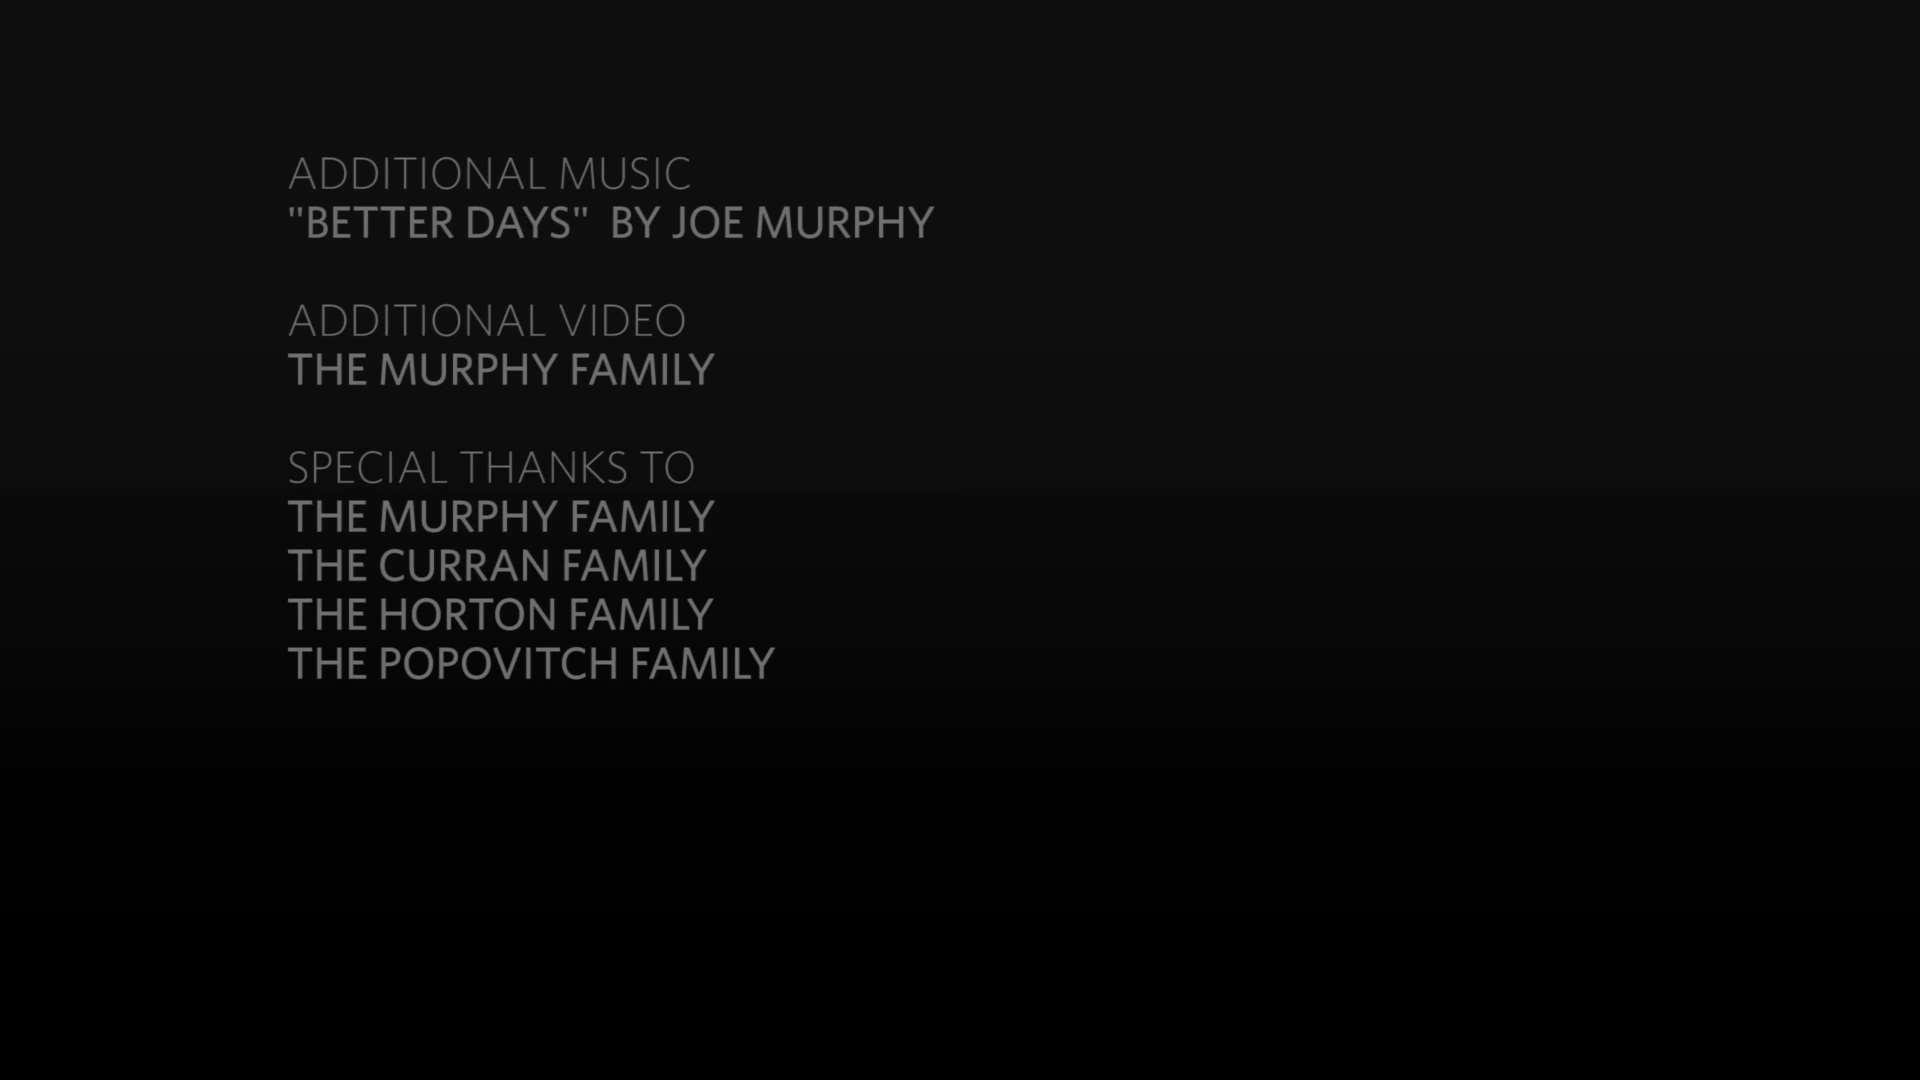 ADDITIONAL MUSIC
"BETTER DAYS"  BY JOE MURPHY
ADDITIONAL VIDEO
THE MURPHY FAMILY
SPECIAL THANKS TO
THE MURPHY FAMILY
THE CURRAN FAMILY
THE HORTON FAMILY
THE POPOVITCH FAMILY